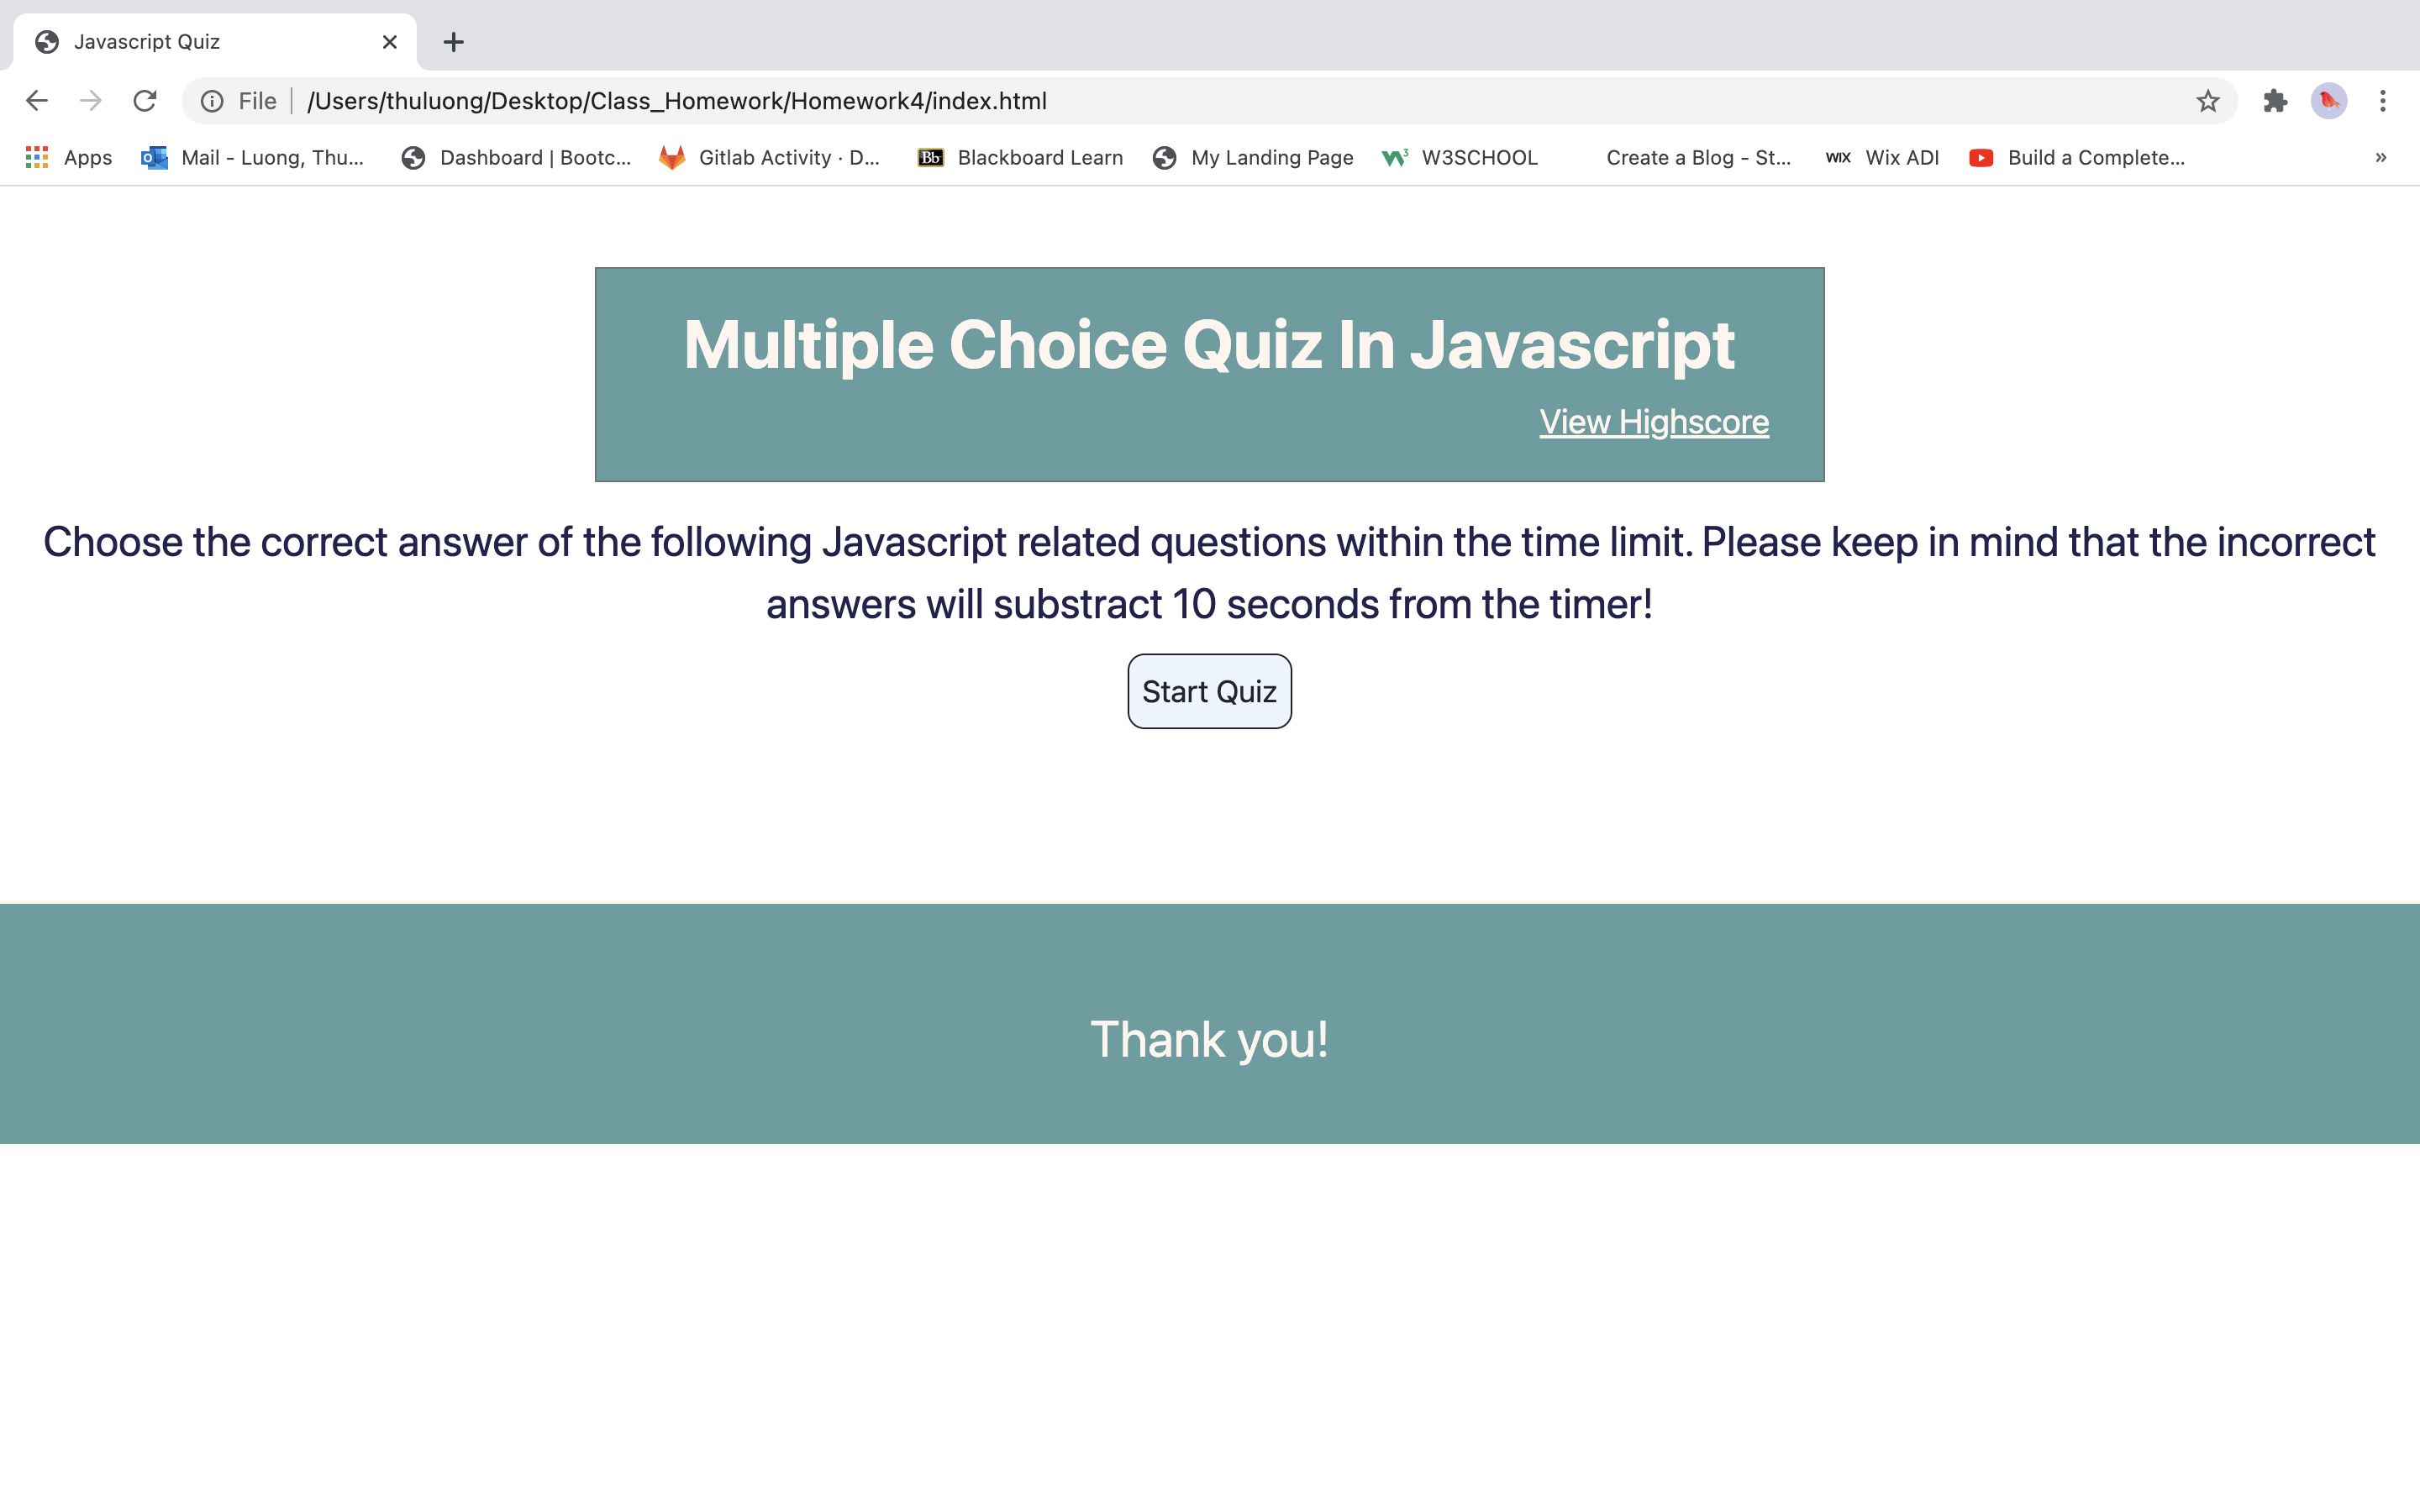 Javascript Quiz
File /Users/thuluong/Desktop/Class_Homework/Homework4/index.html
Apps Mail - Luong, Thu... Dashboard | Bootc... Gitlab Activity · D... Bb Blackboard Learn My Landing Page W3SCHOOL Create a Blog - St... WIX Wix ADI Build a Complete... »
Multiple Choice Quiz In Javascript
View Highscore
Choose the correct answer of the following Javascript related questions within the time limit. Please keep in mind that the incorrect
answers will substract 10 seconds from the timer!
Start Quiz
Thank you!